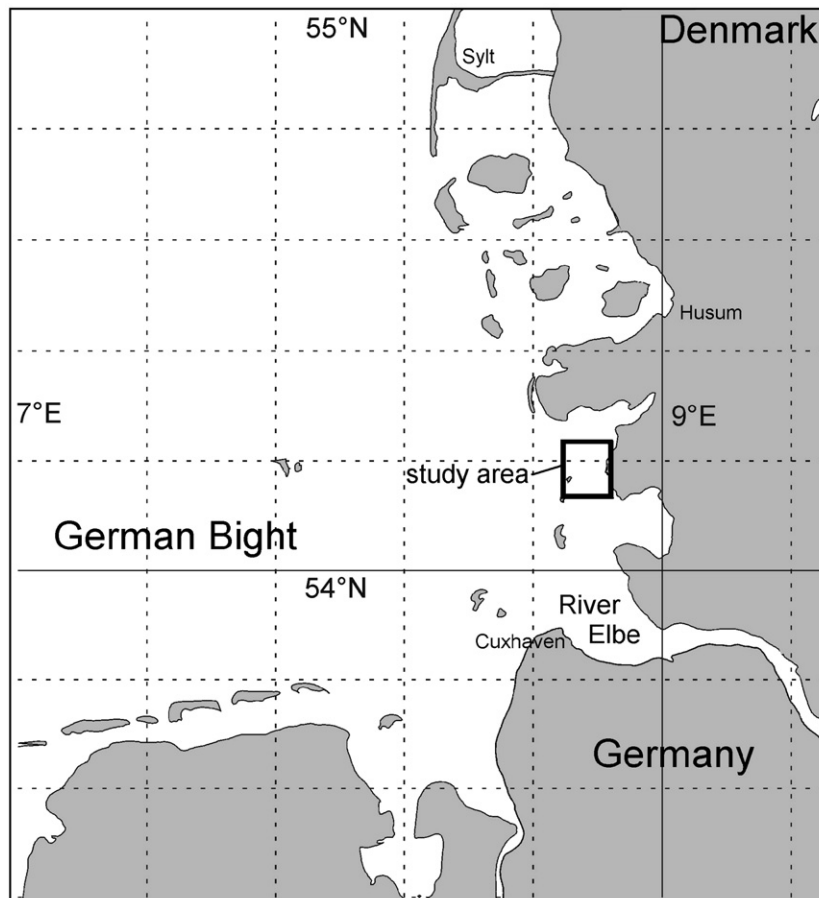 55°N
Denmark
Sylt
Husum
7°E
9°E
study area
German Bight
54°N
River
Elbe
Cuxhaven
Germany